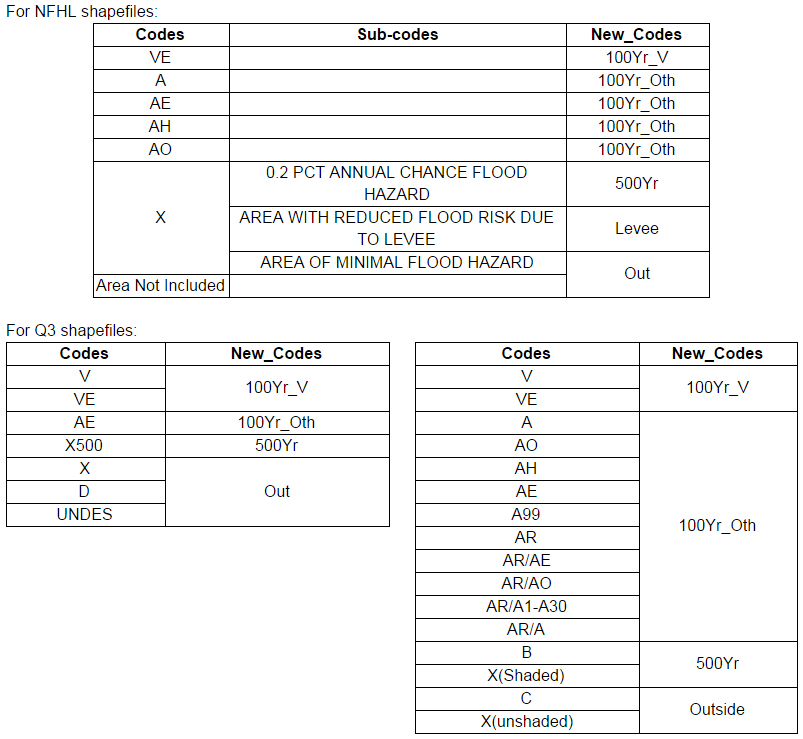 For NFHL shapefiles:
Codes Sub-codes New_Codes
VE 100Yr_V
A 100Yr_Oth
AE 100Yr_Oth
AH 100Yr_Oth
AO 100Yr_Oth
X
0.2 PCT ANNUAL CHANCE FLOOD
HAZARD
500Yr
AREA WITH REDUCED FLOOD RISK DUE
TO LEVEE
Levee
AREA OF MINIMAL FLOOD HAZARD
Out
Area Not Included
For Q3 shapefiles:
Codes New_Codes
V
VE
100Yr_V
AE 100Yr_Oth
X500 500Yr
X
D
UNDES
Out
Codes New_Codes
V
VE
100Yr_V
A
AO
AH
AE
A99
AR
AR/AE
AR/AO
AR/A1-A30
AR/A
100Yr_Oth
B
X(Shaded)
500Yr
C
X(unshaded)
Outside